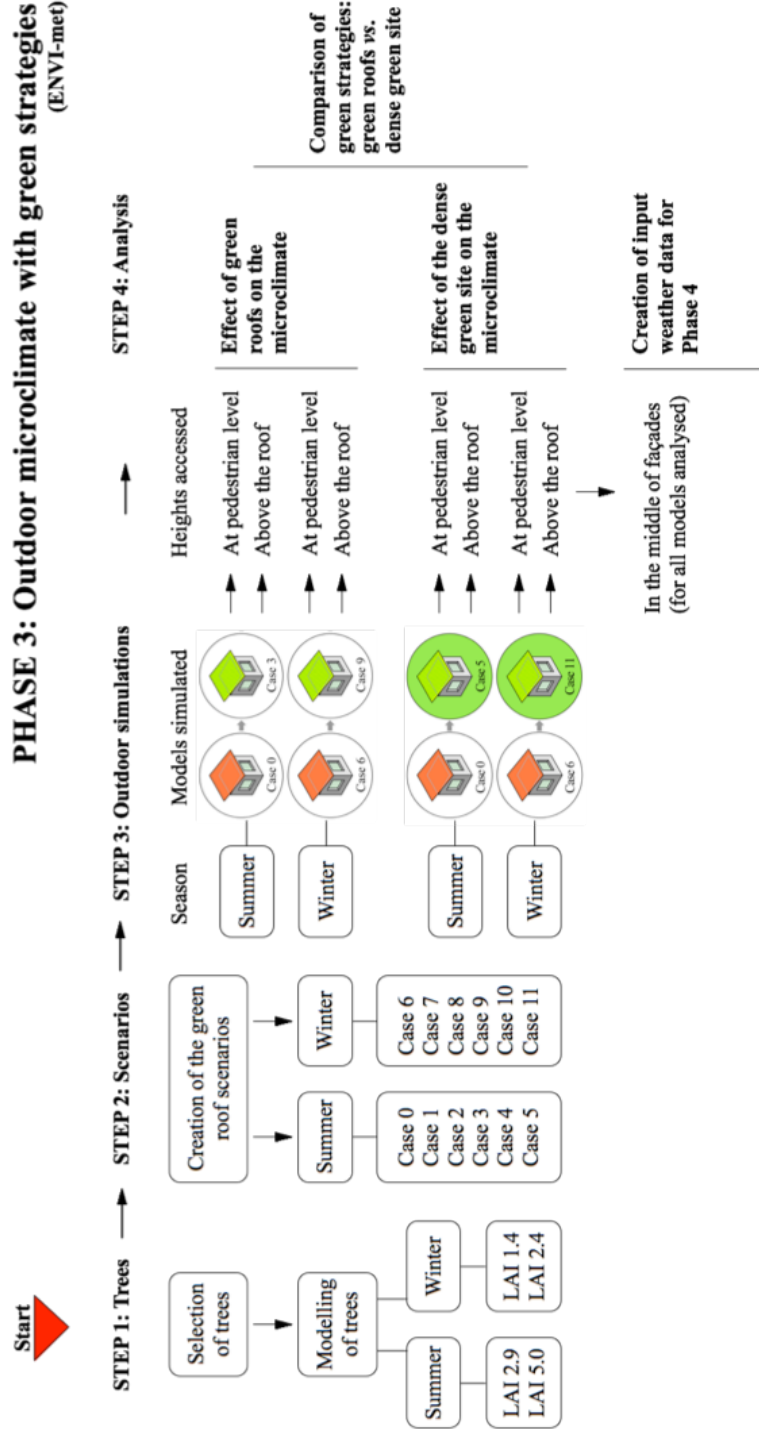 PHASE 3: Outdoor microclimate with green strategies
(ENVI-met)
Start
STEP 1: Trees
STEP 2: Scenarios
STEP 3: Outdoor simulations
STEP 4: Analysis
Selection
of trees
Modelling
of trees
Summer
Winter
LAI 2.9
LAI 5.0
LAI 1.4
LAI 2.4
Creation of the green
roof scenarios
Summer
Winter
Case 0
Case 1
Case 2
Case 3
Case 4
Case 5
Case 6
Case 7
Case 8
Case 9
Case 10
Case 11
Season
Models simulated
Heights accessed
Summer
Case 0
Case 3
At pedestrian level
Above the roof
Winter
Case 6
Case 9
At pedestrian level
Above the roof
Summer
Case 0
Case 5
At pedestrian level
Above the roof
Winter
Case 6
Case 11
At pedestrian level
Above the roof
In the middle of façades
(for all models analysed)
Effect of green
roofs on the
microclimate
Effect of the dense
green site on the
microclimate
Creation of input
weather data for
Phase 4
Comparison of
green strategies:
green roofs vs.
dense green site